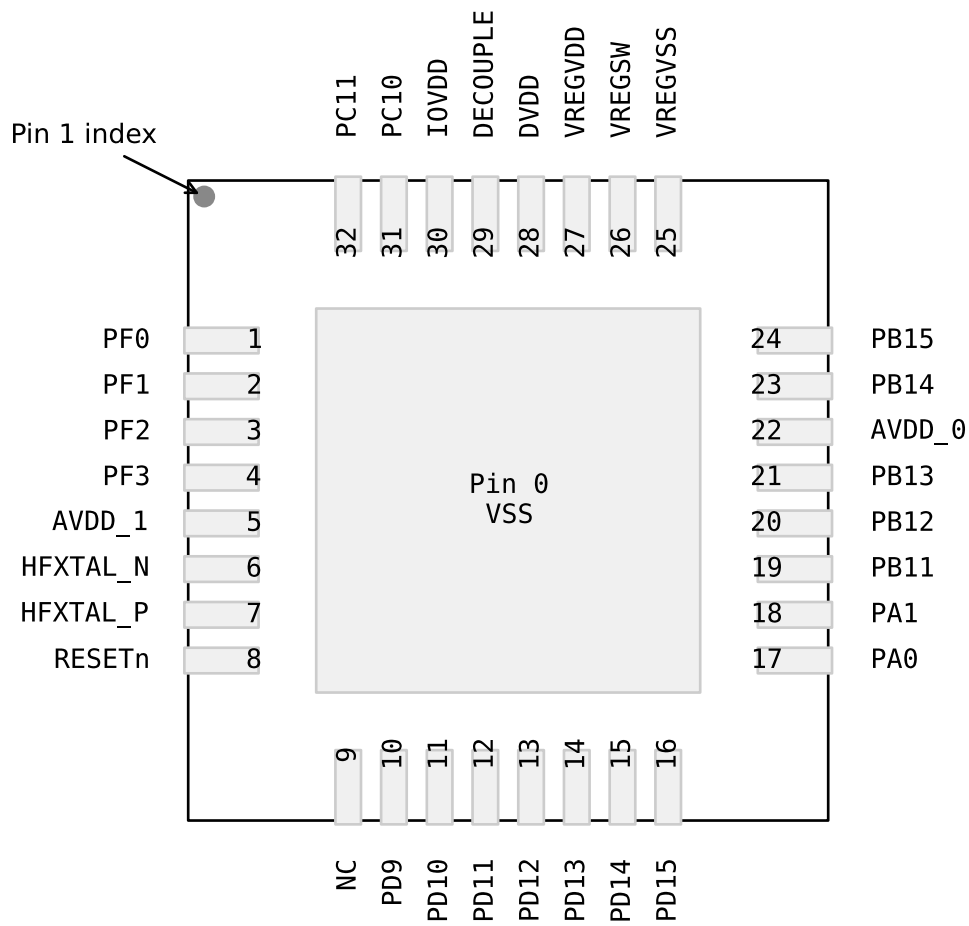 PC11
PC10
IOVDD
DECOUPLE
DVDD
VREGVDD
VREGSW
VREGVSS
Pin 1 index
32
31
30
29
28
27
26
25
PF0 1
PF1 2
PF2 3
PF3 4
AVDD_1 5
HFXTAL_N 6
HFXTAL_P 7
RESETn 8
Pin 0
VSS
24 PB15
23 PB14
22 AVDD_0
21 PB13
20 PB12
19 PB11
18 PA1
17 PA0
9
10
11
12
13
14
15
16
NC
PD9
PD10
PD11
PD12
PD13
PD14
PD15